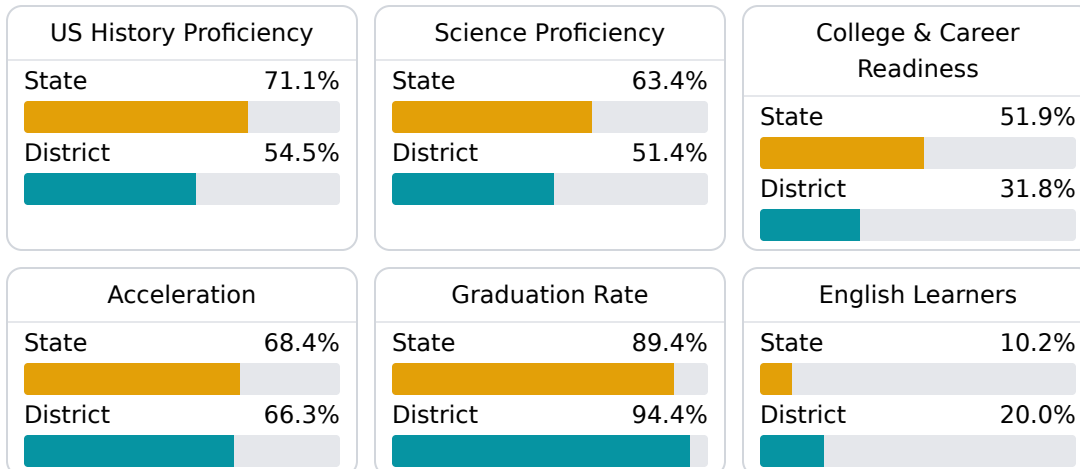 US History Proficiency
State 71.1%
District 54.5%
Science Proficiency
State 63.4%
District 51.4%
College & Career
Readiness
State 51.9%
District 31.8%
Acceleration
State 68.4%
District 66.3%
Graduation Rate
State 89.4%
District 94.4%
English Learners
State 10.2%
District 20.0%